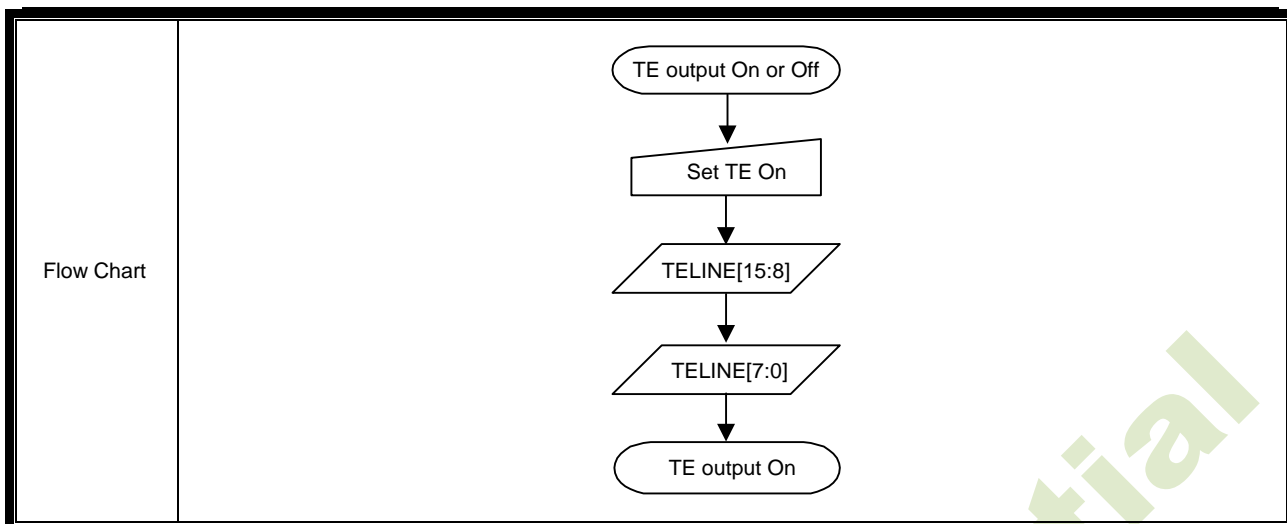 Flow Chart
TE output On or Off
Set TE On
TELINE[15:8]
TELINE[7:0]
TE output On
tial